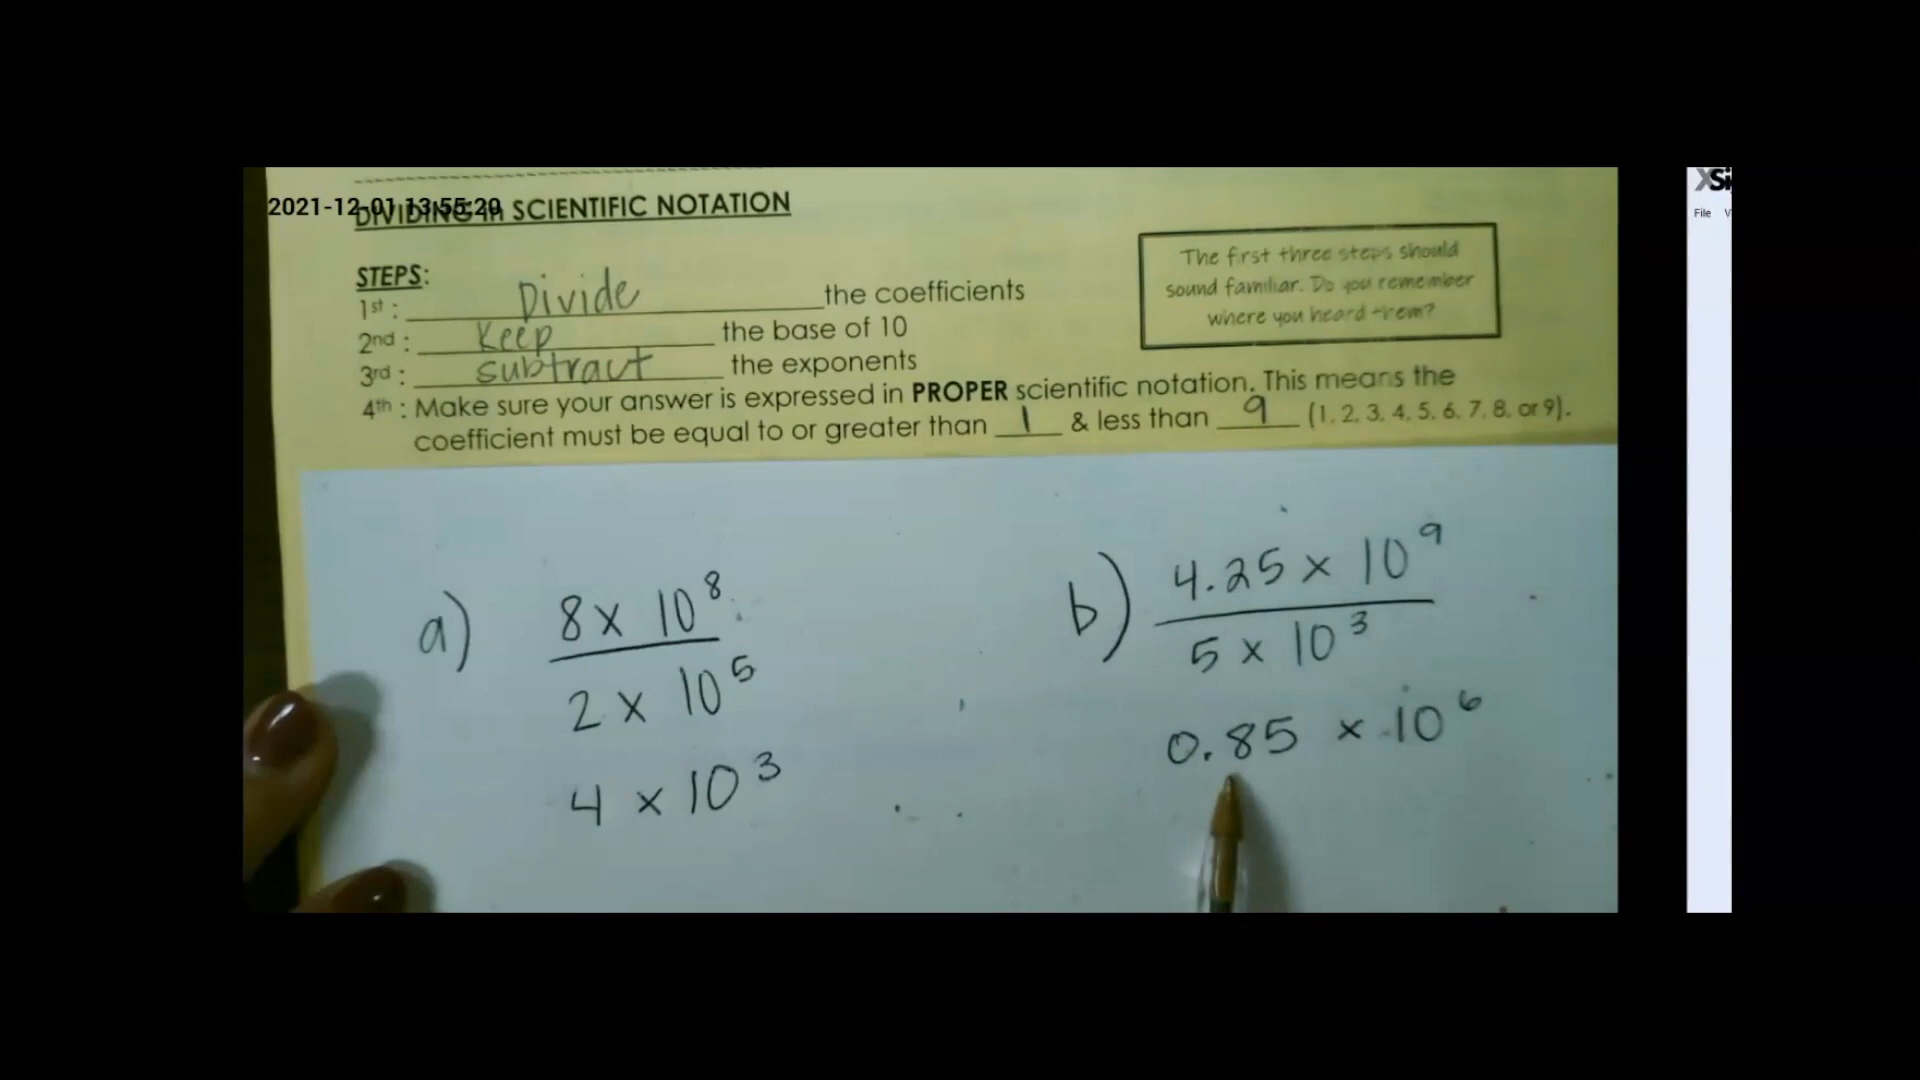 2021-12-01 13:55:20
DIVIDING in SCIENTIFIC NOTATION
STEPS:
1st : Divide the coefficients
2nd : Keep the base of 10
3rd : subtract the exponents
4th : Make sure your answer is expressed in PROPER scientific notation. This means the
coefficient must be equal to or greater than 1 & less than 9 (1, 2, 3, 4, 5, 6, 7, 8, or 9).
The first three steps should
sound familiar. Do you remember
where you heard them?
a) 8 x 10^8
2 x 10^5
4 x 10^3
b) 4.25 x 10^9
5 x 10^3
0.85 x 10^6
File